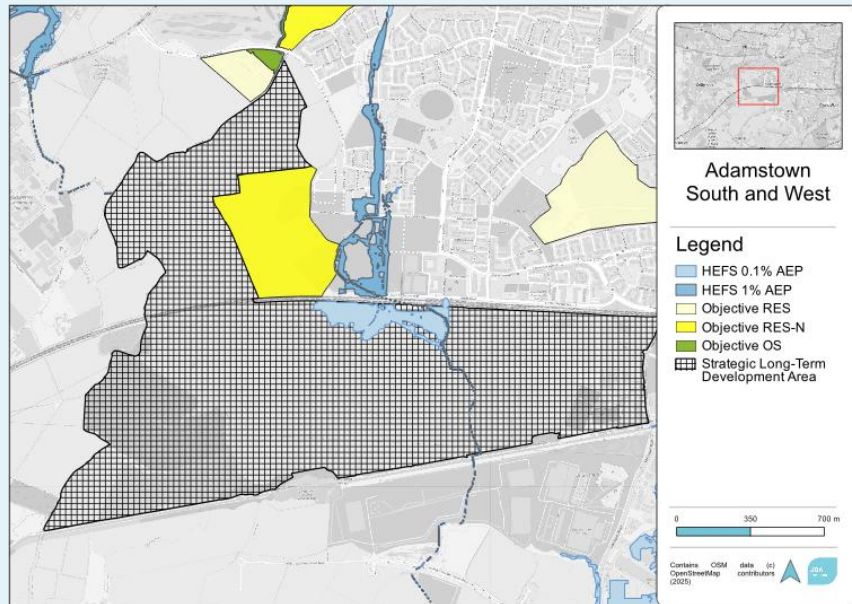 Adamstown
South and West
Legend
HEFS 0.1% AEP
HEFS 1% AEP
Objective RES
Objective RES-N
Objective OS
Strategic Long-Term
Development Area
0 350 700 m
Contains OSM data (c)
OpenStreetMap contributors
(2025)
JBA